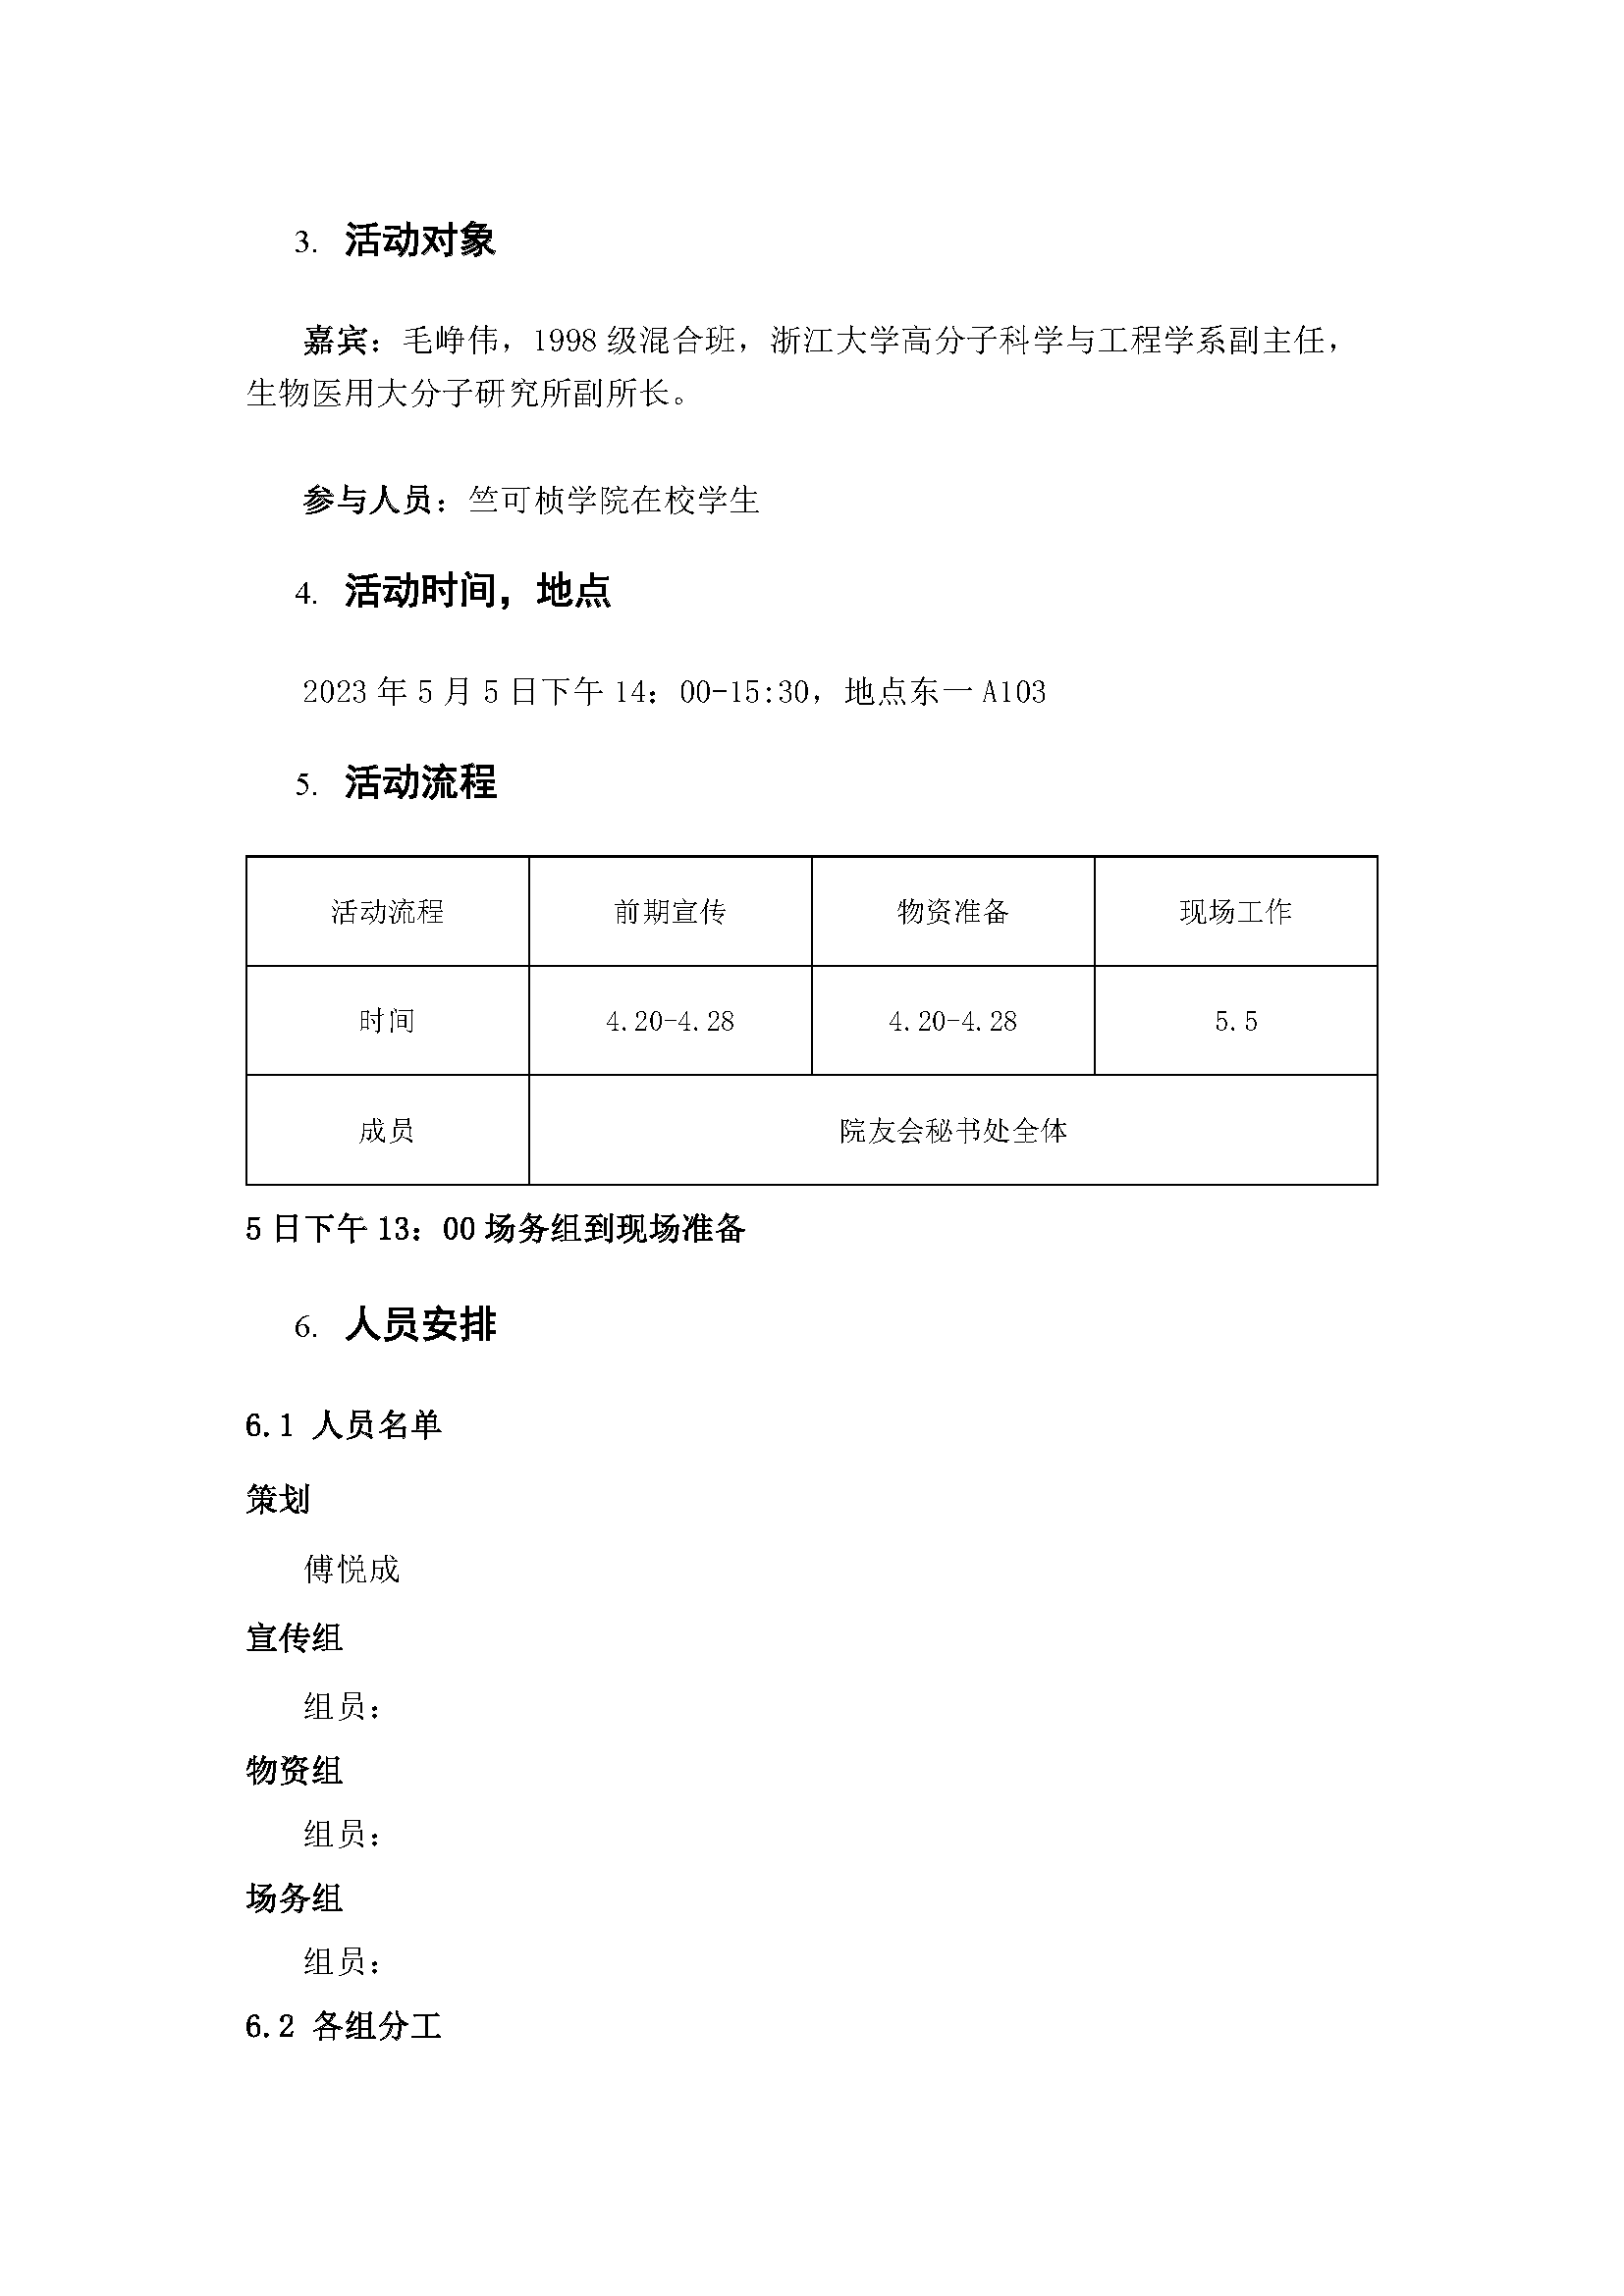 3. 活动对象
嘉宾：毛峥伟，1998 级混合班，浙江大学高分子科学与工程学系副主任，
生物医用大分子研究所副所长。
参与人员：竺可桢学院在校学生
4. 活动时间，地点
2023 年 5 月 5 日下午 14：00-15:30，地点东一 A103
5. 活动流程
活动流程 前期宣传 物资准备 现场工作
时间 4.20-4.28 4.20-4.28 5.5
成员 院友会秘书处全体
5 日下午 13：00 场务组到现场准备
6. 人员安排
6.1 人员名单
策划
傅悦成
宣传组
组员：
物资组
组员：
场务组
组员：
6.2 各组分工